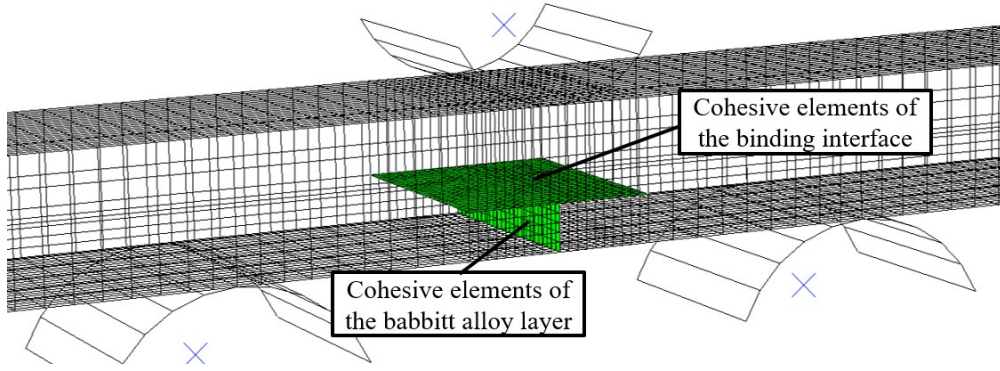 Cohesive elements of
the binding interface
Cohesive elements of
the babbitt alloy layer